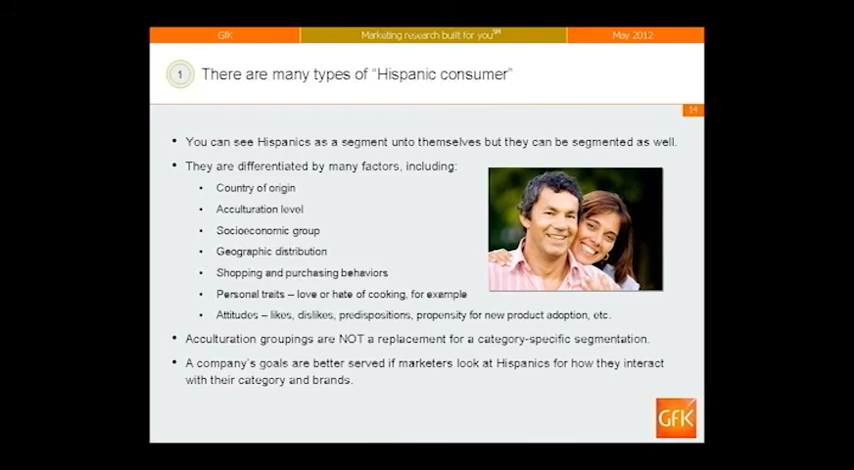 GfK
Marketing research built for you℠
May 2012
1
There are many types of “Hispanic consumer”
14
• You can see Hispanics as a segment unto themselves but they can be segmented as well.
• They are differentiated by many factors, including:
• Country of origin
• Acculturation level
• Socioeconomic group
• Geographic distribution
• Shopping and purchasing behaviors
• Personal traits – love or hate of cooking, for example
• Attitudes – likes, dislikes, predispositions, propensity for new product adoption, etc.
• Acculturation groupings are NOT a replacement for a category-specific segmentation.
• A company’s goals are better served if marketers look at Hispanics for how they interact
with their category and brands.
GfK